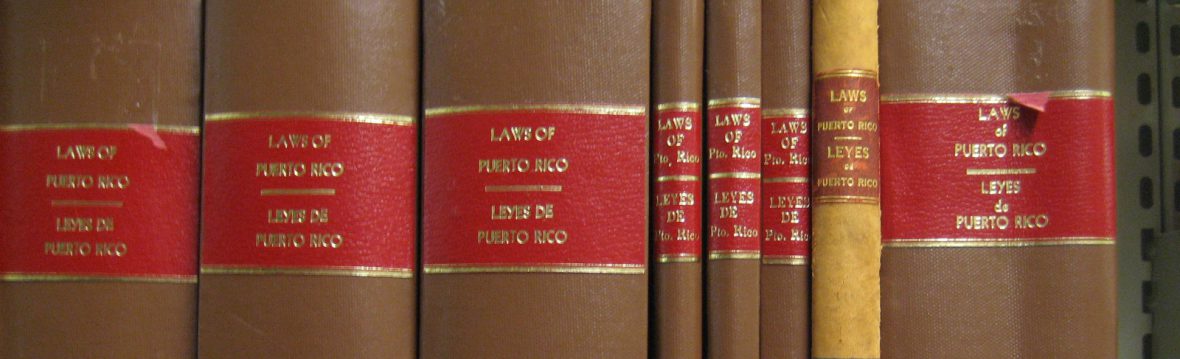 LAWS OF
PUERTO RICO
LEYES DE
PUERTO RICO
LAWS OF
PUERTO RICO
LEYES DE
PUERTO RICO
LAWS OF
PUERTO RICO
LEYES DE
PUERTO RICO
LAWS
OF
Pto. Rico
LEYES
DE
Pto. Rico
LAWS
OF
Pto. Rico
LEYES
DE
Pto. Rico
LAWS
OF
Pto. Rico
LEYES
DE
Pto. Rico
LAWS
OF
PUERTO RICO
LEYES
DE
PUERTO RICO
LAWS
of
PUERTO RICO
LEYES
de
PUERTO RICO